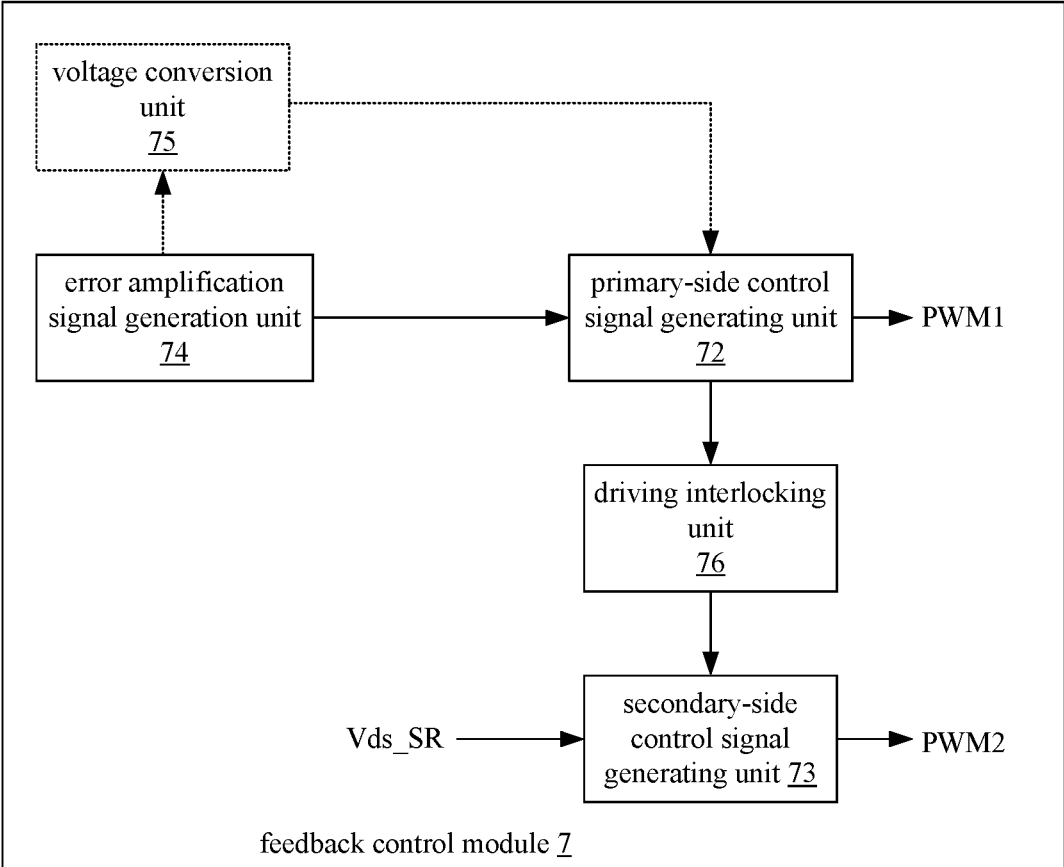 voltage conversion
unit
75
error amplification
signal generation unit
74
primary-side control
signal generating unit
72
PWM1
driving interlocking
unit
76
Vds_SR
secondary-side
control signal
generating unit 73
PWM2
feedback control module 7